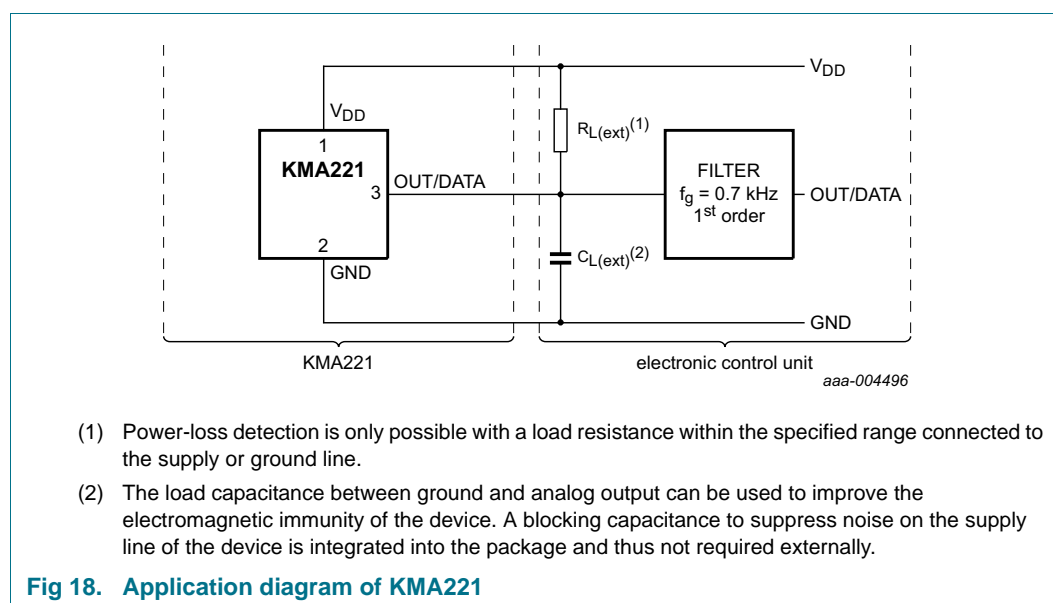 V_DD
V_DD
R_L(ext)^(1)
1
KMA221
FILTER
OUT/DATA
f_g = 0.7 kHz
OUT/DATA
3
1^st order
2
C_L(ext)^(2)
GND
GND
KMA221
electronic control unit
aaa-004496
(1) Power-loss detection is only possible with a load resistance within the specified range connected to
the supply or ground line.
(2) The load capacitance between ground and analog output can be used to improve the
electromagnetic immunity of the device. A blocking capacitance to suppress noise on the supply
line of the device is integrated into the package and thus not required externally.
Fig 18. Application diagram of KMA221